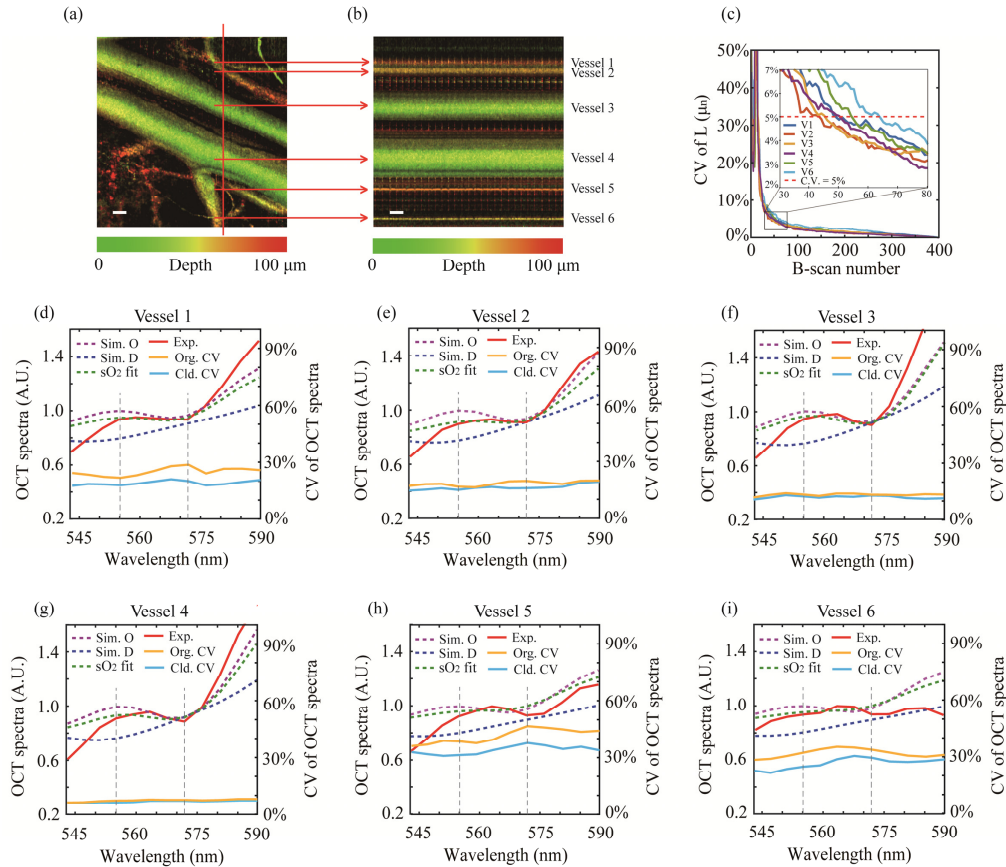 (a)
(b)
(c)
Vessel 1
Vessel 2
Vessel 3
Vessel 4
Vessel 5
Vessel 6
0 Depth 100 μm
0 Depth 100 μm
CV of L (μn)
50%
40%
30%
20%
10%
0%
7%
6%
5%
4%
3%
2%
V1
V2
V3
V4
V5
V6
C.V. = 5%
30 40 50 60 70 80
0 100 200 300 400
B-scan number
(d) Vessel 1
OCT spectra (A.U.)
1.4
1.0
0.6
0.2
Sim. O
Sim. D
sO2 fit
Exp.
Org. CV
Cld. CV
90%
60%
30%
0%
CV of OCT spectra
545 560 575 590
Wavelength (nm)
(e) Vessel 2
OCT spectra (A.U.)
1.4
1.0
0.6
0.2
Sim. O
Sim. D
sO2 fit
Exp.
Org. CV
Cld. CV
90%
60%
30%
0%
CV of OCT spectra
545 560 575 590
Wavelength (nm)
(f) Vessel 3
OCT spectra (A.U.)
1.4
1.0
0.6
0.2
Sim. O
Sim. D
sO2 fit
Exp.
Org. CV
Cld. CV
90%
60%
30%
0%
CV of OCT spectra
545 560 575 590
Wavelength (nm)
(g) Vessel 4
OCT spectra (A.U.)
1.4
1.0
0.6
0.2
Sim. O
Sim. D
sO2 fit
Exp.
Org. CV
Cld. CV
90%
60%
30%
0%
CV of OCT spectra
545 560 575 590
Wavelength (nm)
(h) Vessel 5
OCT spectra (A.U.)
1.4
1.0
0.6
0.2
Sim. O
Sim. D
sO2 fit
Exp.
Org. CV
Cld. CV
90%
60%
30%
0%
CV of OCT spectra
545 560 575 590
Wavelength (nm)
(i) Vessel 6
OCT spectra (A.U.)
1.4
1.0
0.6
0.2
Sim. O
Sim. D
sO2 fit
Exp.
Org. CV
Cld. CV
90%
60%
30%
0%
CV of OCT spectra
545 560 575 590
Wavelength (nm)